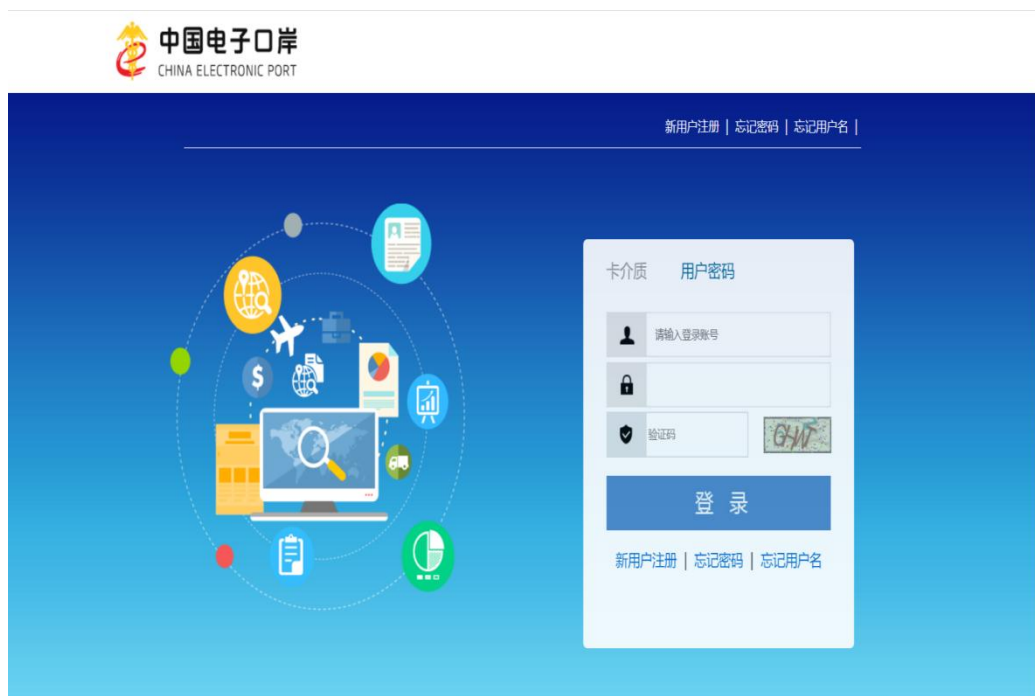 中国电子口岸
CHINA ELECTRONIC PORT
新用户注册 | 忘记密码 | 忘记用户名 |
卡介质 用户密码
请输入登录账号
验证码
登 录
新用户注册 | 忘记密码 | 忘记用户名